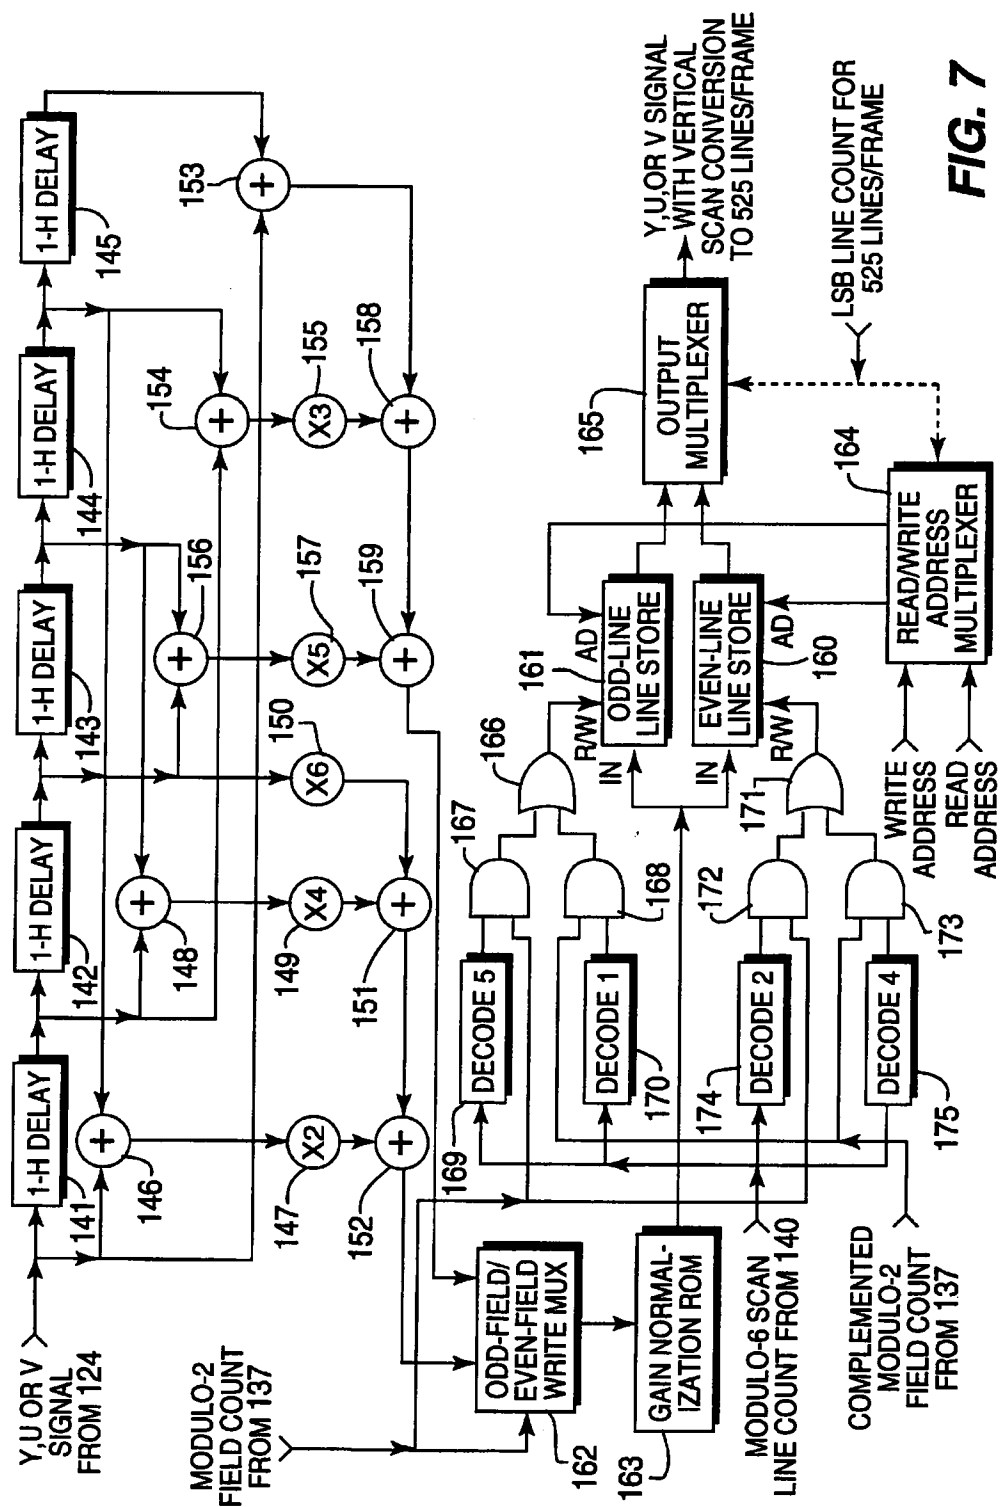 Y,U OR V
SIGNAL
FROM 124
1-H DELAY
141
1-H DELAY
142
1-H DELAY
143
1-H DELAY
144
1-H DELAY
145
+
146
+
148
+
156
+
154
+
153
X2
147
X4
149
X6
150
X5
157
X3
155
+
152
+
151
+
159
+
158
MODULO-2
FIELD COUNT
FROM 137
ODD-FIELD/
EVEN-FIELD
WRITE MUX
162
GAIN NORMAL-
IZATION ROM
163
DECODE 5
169
DECODE 1
170
DECODE 2
174
DECODE 4
175
167
168
172
173
166
171
R/W
IN
AD
ODD-LINE
LINE STORE
161
IN
R/W
AD
EVEN-LINE
LINE STORE
160
OUTPUT
MULTIPLEXER
165
Y,U,OR V SIGNAL
WITH VERTICAL
SCAN CONVERSION
TO 525 LINES/FRAME
LSB LINE COUNT FOR
525 LINES/FRAME
READ/WRITE
ADDRESS
MULTIPLEXER
164
WRITE
ADDRESS
READ
ADDRESS
MODULO-6 SCAN
LINE COUNT FROM 140
COMPLEMENTED
MODULO-2
FIELD COUNT
FROM 137
FIG. 7